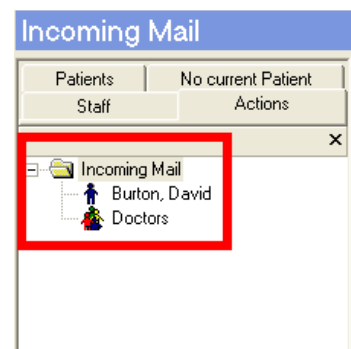 Incoming Mail
Patients No current Patient
Staff Actions
Incoming Mail
Burton, David
Doctors